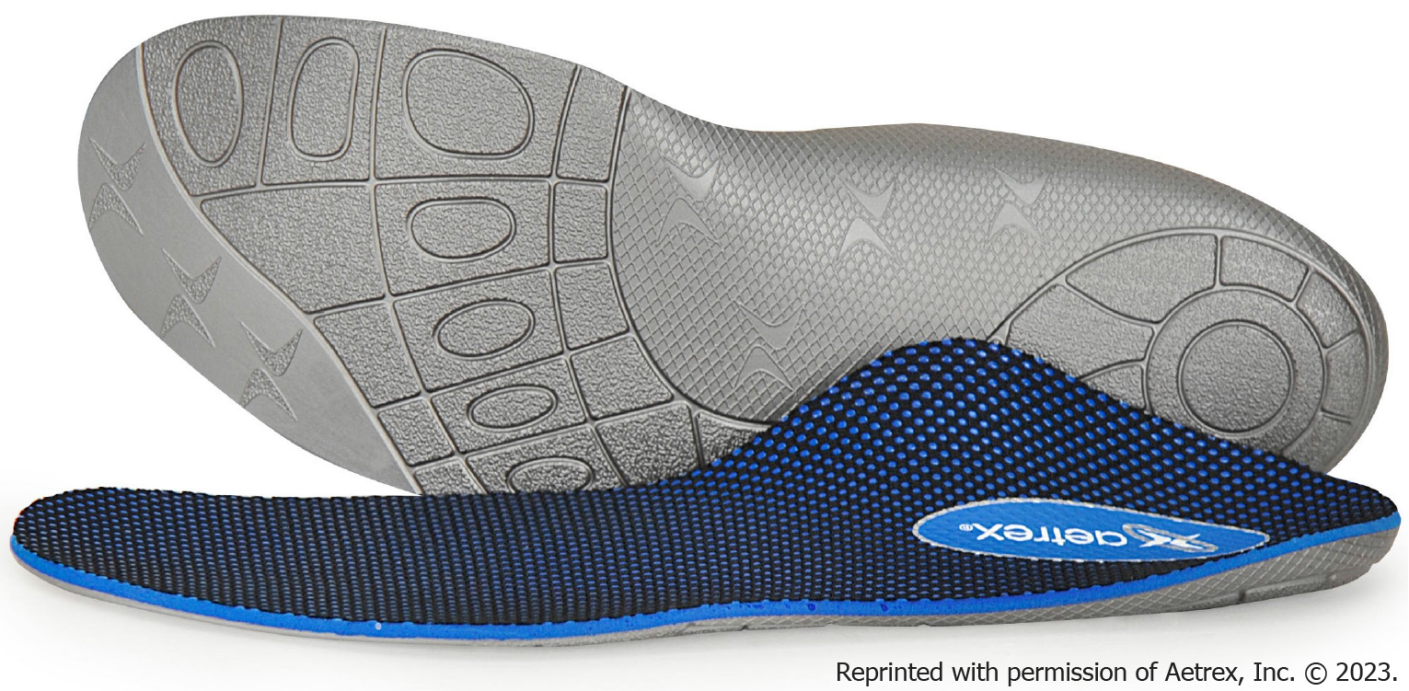 aetrex®
Reprinted with permission of Aetrex, Inc. © 2023.